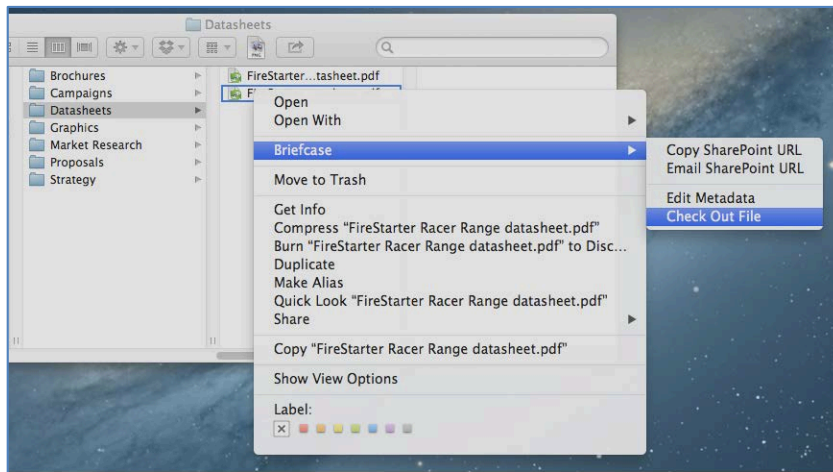 Datasheets
Brochures
Campaigns
Datasheets
Graphics
Market Research
Proposals
Strategy
FireStarter...tasheet.pdf
Open
Open With
Briefcase
Move to Trash
Get Info
Compress “FireStarter Racer Range datasheet.pdf”
Burn “FireStarter Racer Range datasheet.pdf” to Disc...
Duplicate
Make Alias
Quick Look “FireStarter Racer Range datasheet.pdf”
Share
Copy “FireStarter Racer Range datasheet.pdf”
Show View Options
Label:
Copy SharePoint URL
Email SharePoint URL
Edit Metadata
Check Out File